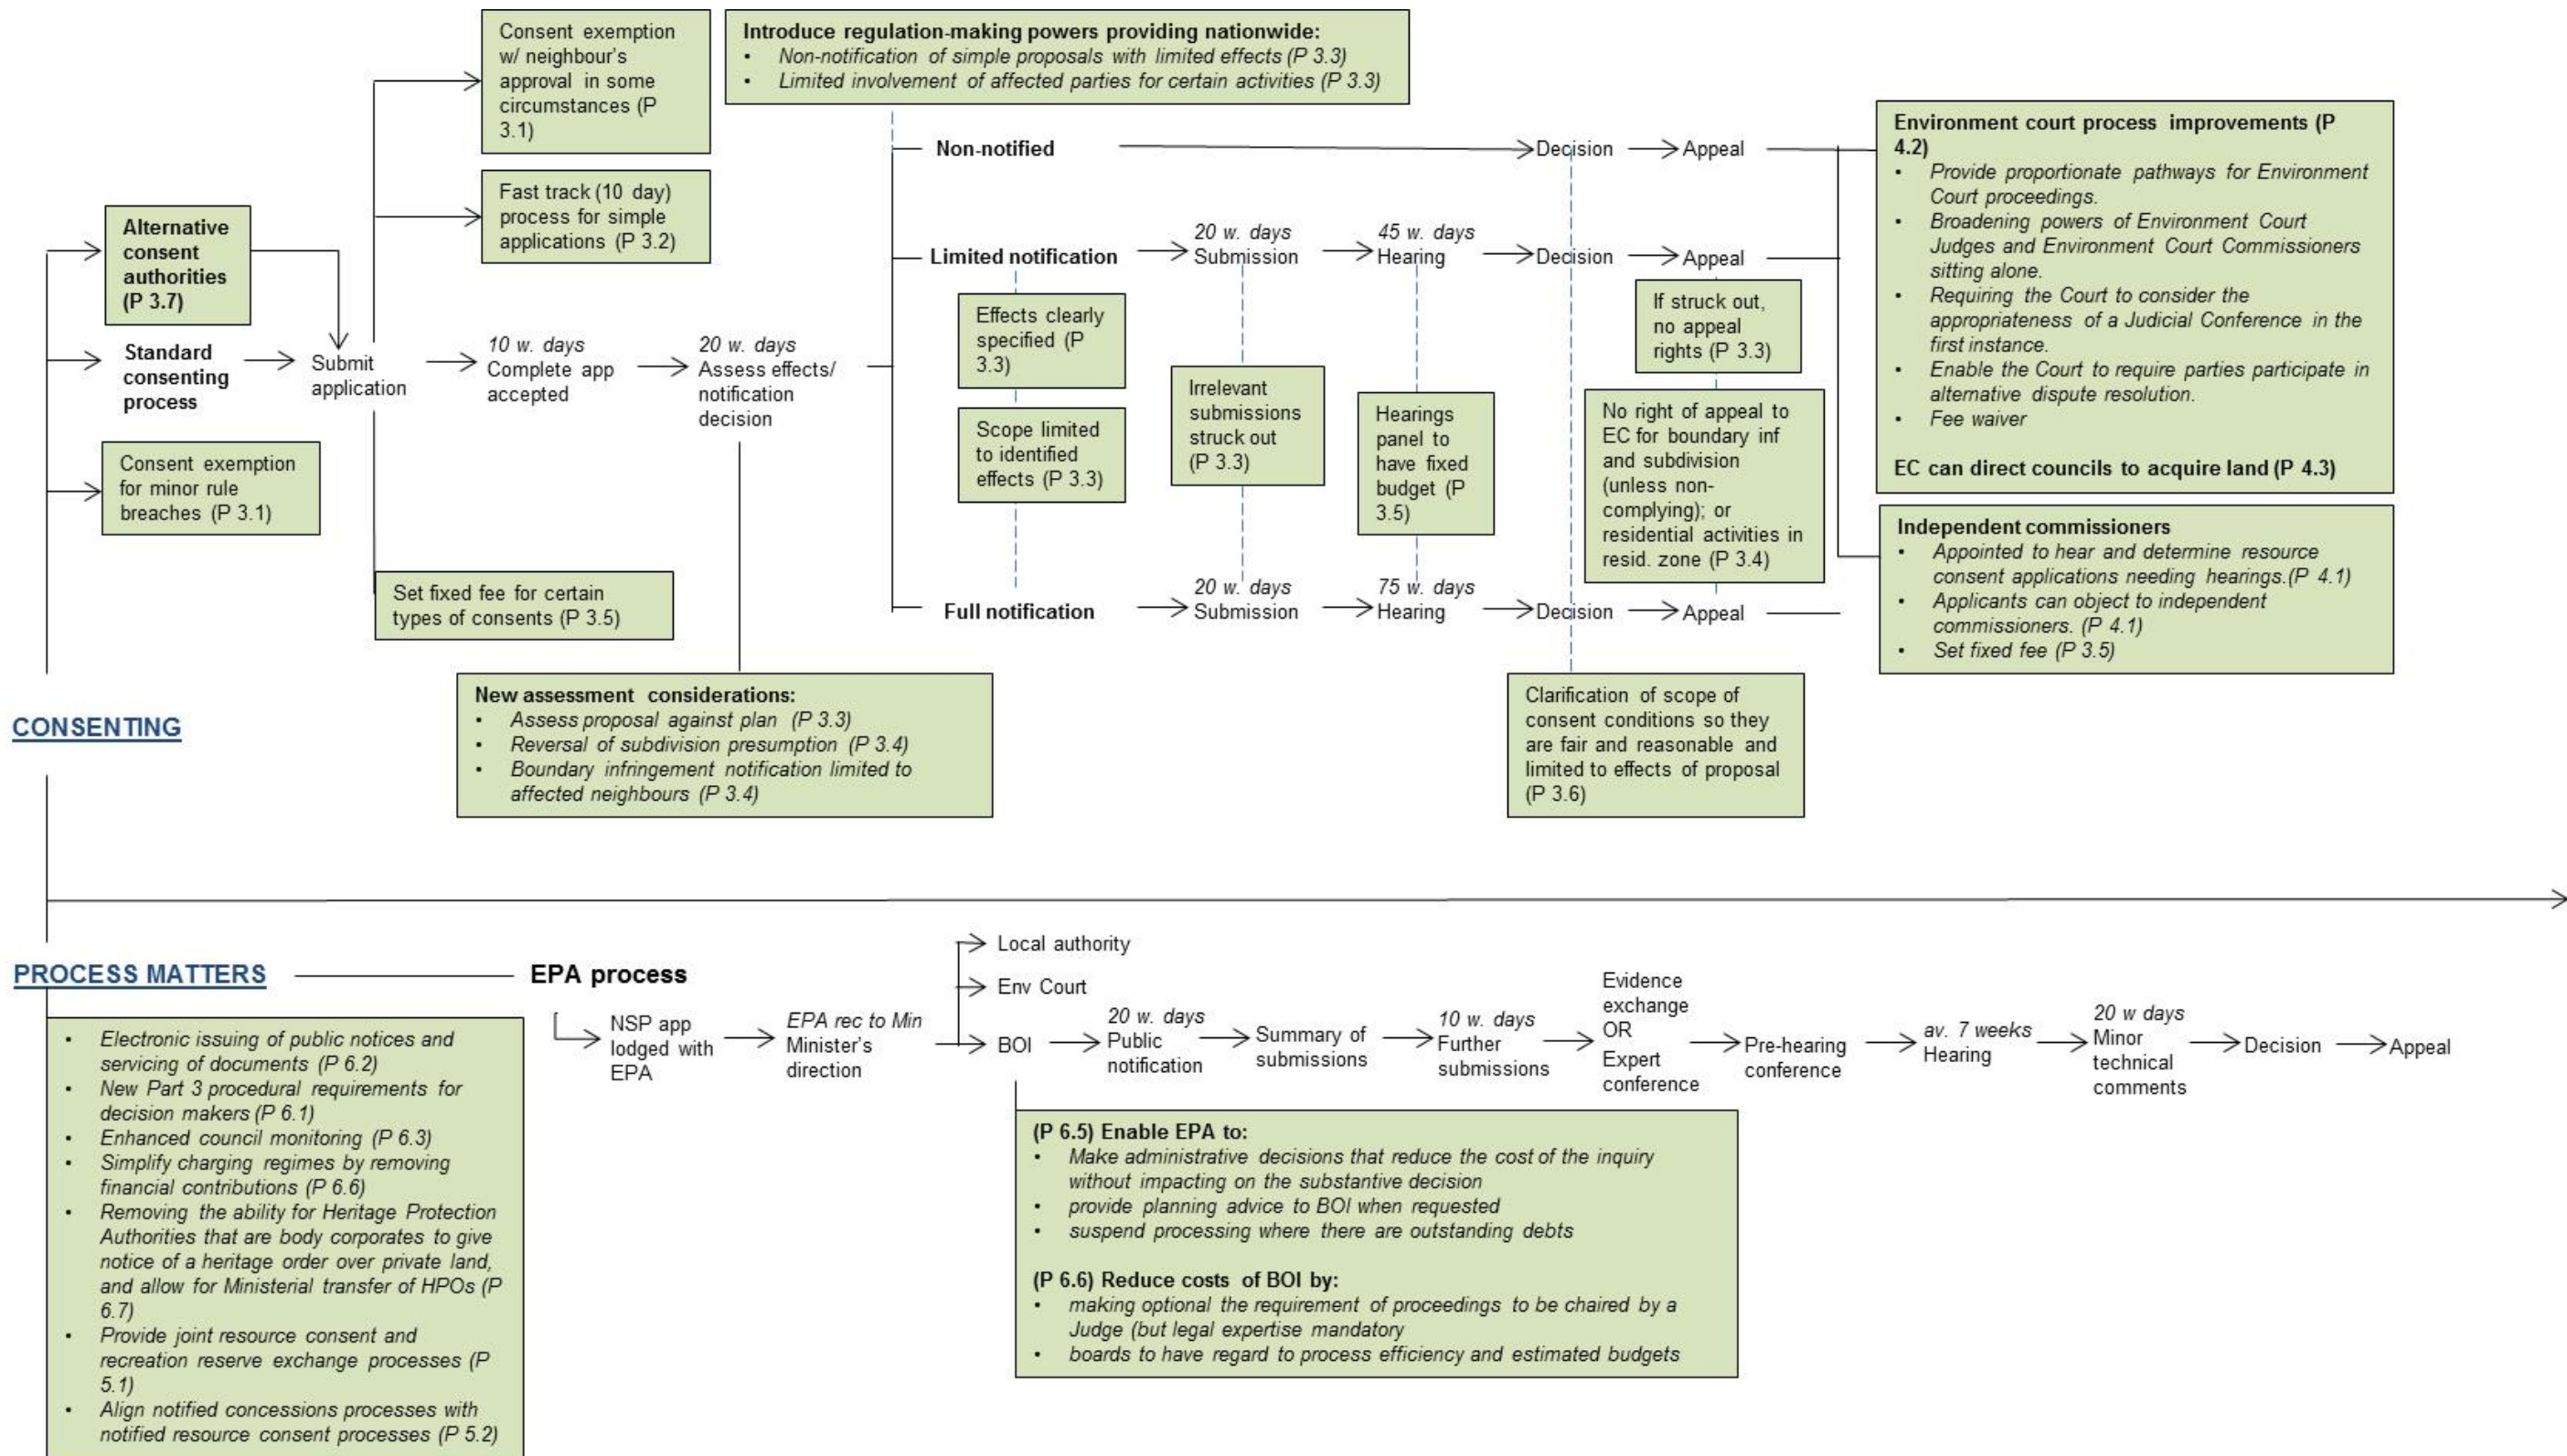 Consent exemption
w/ neighbour's
approval in some
circumstances (P
3.1)
Introduce regulation-making powers providing nationwide:
• Non-notification of simple proposals with limited effects (P 3.3)
• Limited involvement of affected parties for certain activities (P 3.3)
Fast track (10 day)
process for simple
applications (P 3.2)
Alternative
consent
authorities
(P 3.7)
Standard
consenting
process
Consent exemption
for minor rule
breaches (P 3.1)
Submit
application
Set fixed fee for certain
types of consents (P 3.5)
10 w. days
Complete app
accepted
20 w. days
Assess effects/
notification
decision
New assessment considerations:
• Assess proposal against plan (P 3.3)
• Reversal of subdivision presumption (P 3.4)
• Boundary infringement notification limited to
affected neighbours (P 3.4)
Non-notified
Decision
Appeal
Limited notification
20 w. days
Submission
45 w. days
Hearing
Decision
Appeal
Effects clearly
specified (P
3.3)
Scope limited
to identified
effects (P 3.3)
Irrelevant
submissions
struck out
(P 3.3)
Hearings
panel to
have fixed
budget (P
3.5)
If struck out,
no appeal
rights (P 3.3)
No right of appeal to
EC for boundary inf
and subdivision
(unless non-
complying); or
residential activities in
resid. zone (P 3.4)
Full notification
20 w. days
Submission
75 w. days
Hearing
Decision
Appeal
Clarification of scope of
consent conditions so they
are fair and reasonable and
limited to effects of proposal
(P 3.6)
Environment court process improvements (P
4.2)
• Provide proportionate pathways for Environment
Court proceedings.
• Broadening powers of Environment Court
Judges and Environment Court Commissioners
sitting alone.
• Requiring the Court to consider the
appropriateness of a Judicial Conference in the
first instance.
• Enable the Court to require parties participate in
alternative dispute resolution.
• Fee waiver
EC can direct councils to acquire land (P 4.3)
Independent commissioners
• Appointed to hear and determine resource
consent applications needing hearings.(P 4.1)
• Applicants can object to independent
commissioners. (P 4.1)
• Set fixed fee (P 3.5)
CONSENTING
PROCESS MATTERS
• Electronic issuing of public notices and
servicing of documents (P 6.2)
• New Part 3 procedural requirements for
decision makers (P 6.1)
• Enhanced council monitoring (P 6.3)
• Simplify charging regimes by removing
financial contributions (P 6.6)
• Removing the ability for Heritage Protection
Authorities that are body corporates to give
notice of a heritage order over private land,
and allow for Ministerial transfer of HPOs (P
6.7)
• Provide joint resource consent and
recreation reserve exchange processes (P
5.1)
• Align notified concessions processes with
notified resource consent processes (P 5.2)
EPA process
NSP app
lodged with
EPA
EPA rec to Min
Minister's
direction
Local authority
Env Court
BOI
20 w. days
Public
notification
Summary of
submissions
10 w. days
Further
submissions
Evidence
exchange
OR
Expert
conference
Pre-hearing
conference
av. 7 weeks
Hearing
20 w days
Minor
technical
comments
Decision
Appeal
(P 6.5) Enable EPA to:
• Make administrative decisions that reduce the cost of the inquiry
without impacting on the substantive decision
• provide planning advice to BOI when requested
• suspend processing where there are outstanding debts
(P 6.6) Reduce costs of BOI by:
• making optional the requirement of proceedings to be chaired by a
Judge (but legal expertise mandatory
• boards to have regard to process efficiency and estimated budgets